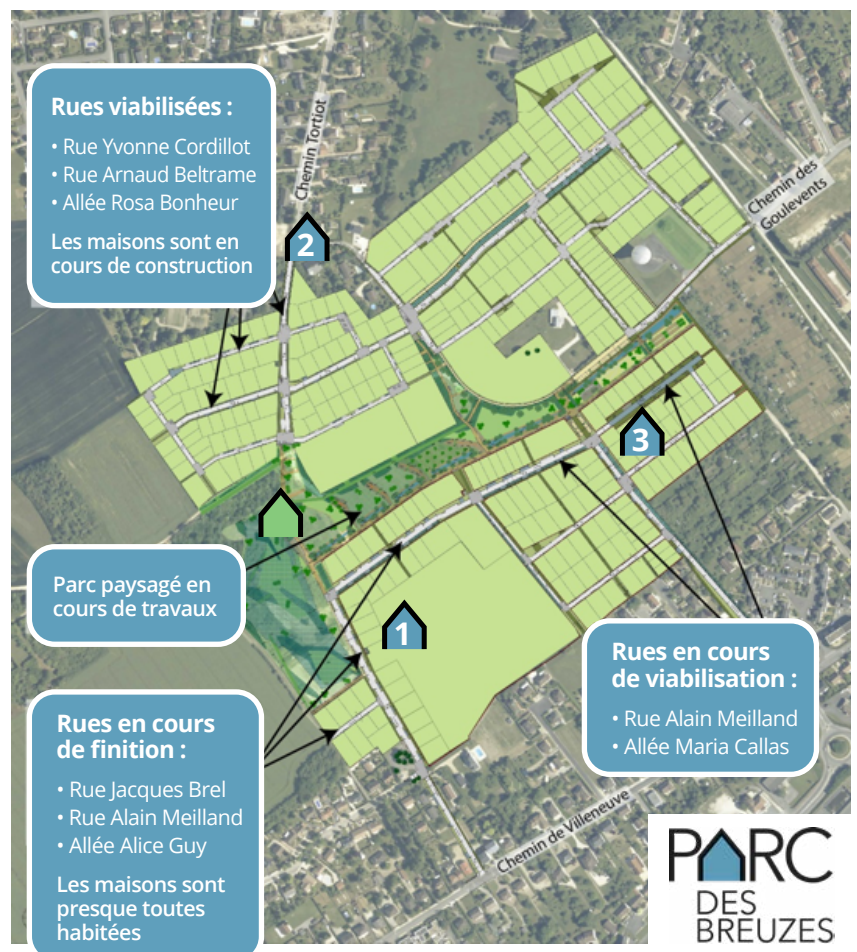 Rues viabilisées :
• Rue Yvonne Cordillot
• Rue Arnaud Beltrame
• Allée Rosa Bonheur
Les maisons sont en
cours de construction
Chemin Tortiot
2
Chemin des
Goulevents
3
Parc paysagé en
cours de travaux
1
Rues en cours
de viabilisation :
• Rue Alain Meilland
• Allée Maria Callas
Rues en cours
de finition :
• Rue Jacques Brel
• Rue Alain Meilland
• Allée Alice Guy
Les maisons sont
presque toutes
habitées
Chemin de Villeneuve
PARC
DES
BREUZES